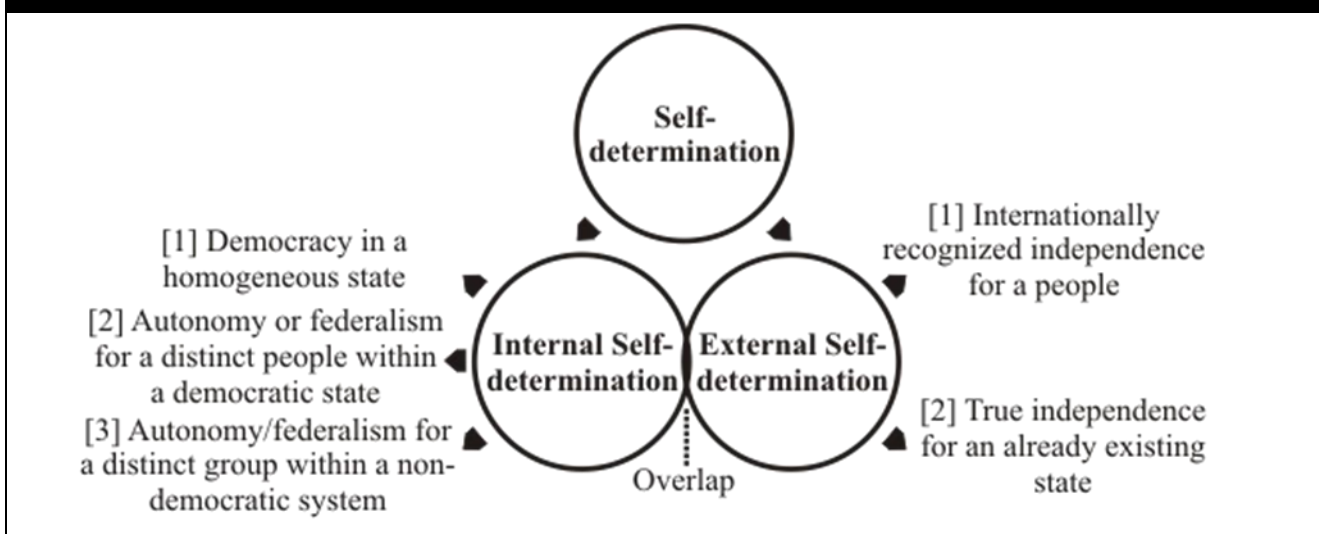 Self-
determination
[1] Democracy in a
homogeneous state
[2] Autonomy or federalism
for a distinct people within
a democratic state
[3] Autonomy/federalism for
a distinct group within a non-
democratic system
Internal Self-
determination
External Self-
determination
Overlap
[1] Internationally
recognized independence
for a people
[2] True independence
for an already existing
state